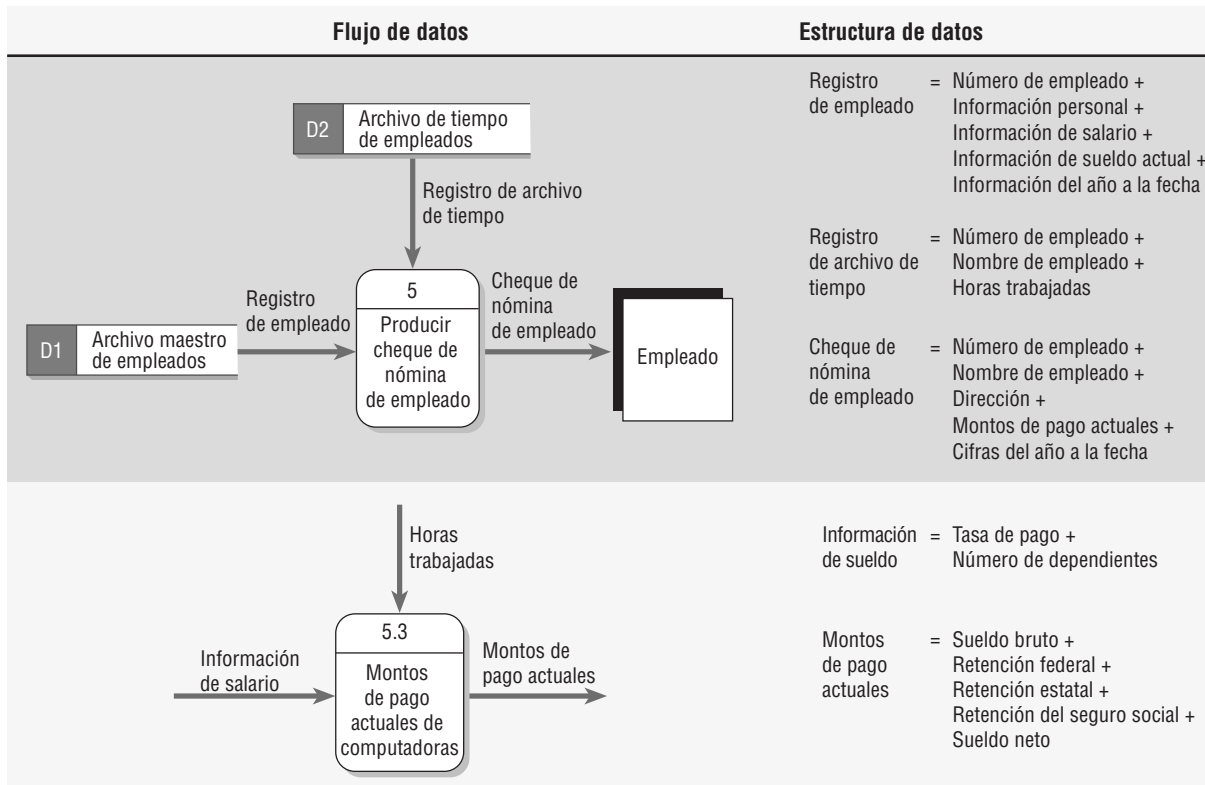 Flujo de datos
Estructura de datos
D2
Archivo de tiempo
de empleados
Registro de archivo
de tiempo
Registro
de empleado
D1
Archivo maestro
de empleados
5
Producir
cheque de
nómina
de empleado
Cheque de
nómina
de empleado
Empleado
Registro = Número de empleado +
de empleado Información personal +
Información de salario +
Información de sueldo actual +
Información del año a la fecha
Registro = Número de empleado +
de archivo de Nombre de empleado +
tiempo Horas trabajadas
Cheque de = Número de empleado +
nómina Nombre de empleado +
de empleado Dirección +
Montos de pago actuales +
Cifras del año a la fecha
Horas
trabajadas
Información
de salario
5.3
Montos
de pago
actuales de
computadoras
Montos de
pago actuales
Información = Tasa de pago +
de sueldo Número de dependientes
Montos = Sueldo bruto +
de pago Retención federal +
actuales Retención estatal +
Retención del seguro social +
Sueldo neto